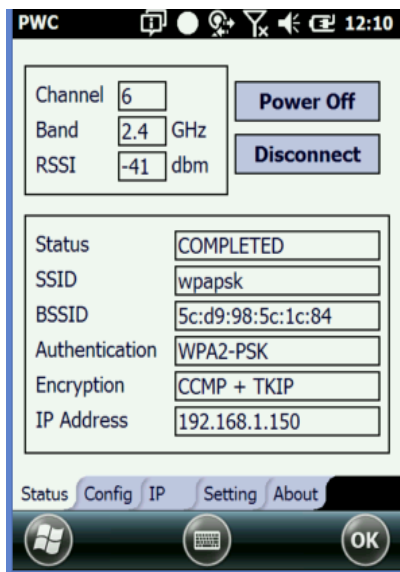 PWC 12:10
Channel 6
Band 2.4 GHz
RSSI -41 dbm
Power Off
Disconnect
Status COMPLETED
SSID wpapsk
BSSID 5c:d9:98:5c:1c:84
Authentication WPA2-PSK
Encryption CCMP + TKIP
IP Address 192.168.1.150
Status Config IP Setting About
OK